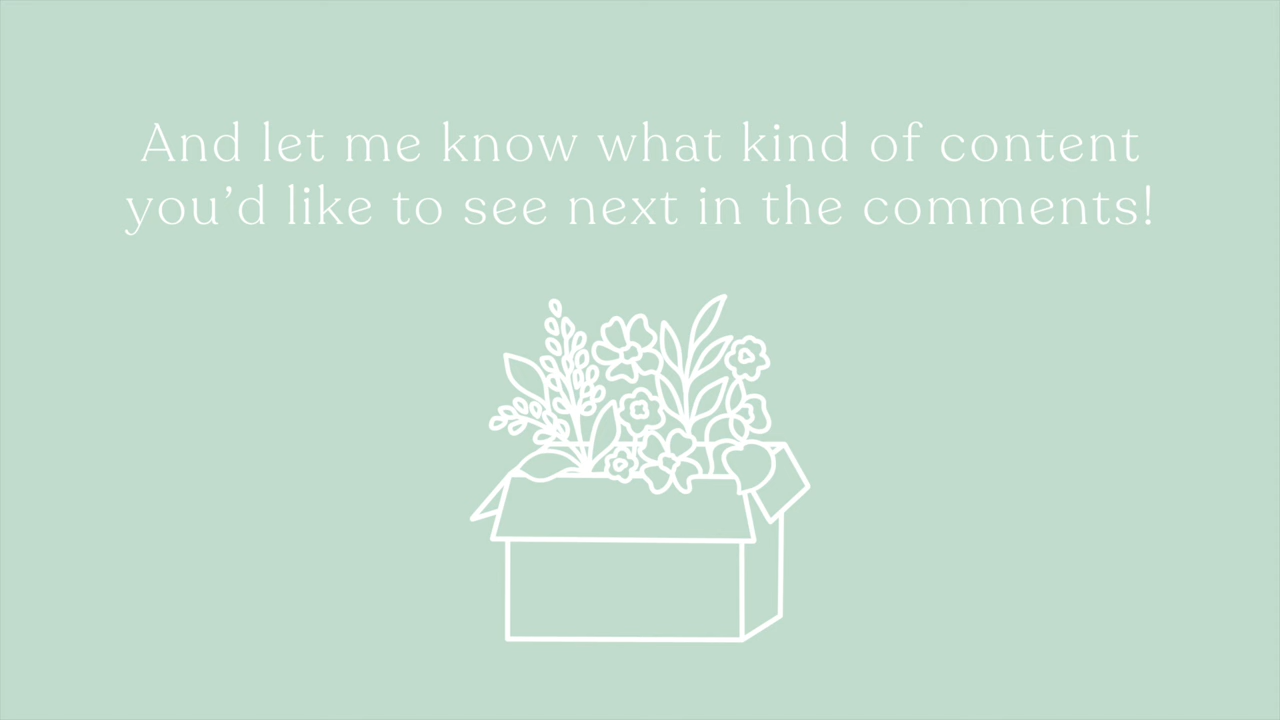 And let me know what kind of content
you’d like to see next in the comments!